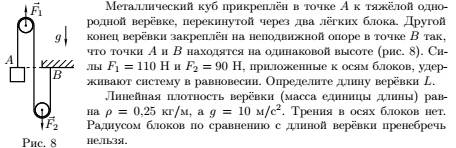 F⃗₁
g⃗
A
B
F⃗₂
Рис. 8
Металлический куб прикреплён в точке A к тяжёлой одно-
родной верёвке, перекинутой через два лёгких блока. Другой
конец верёвки закреплён на неподвижной опоре в точке B так,
что точки A и B находятся на одинаковой высоте (рис. 8). Си-
лы F₁ = 110 Н и F₂ = 90 Н, приложенные к осям блоков, удер-
живают систему в равновесии. Определите длину верёвки L.
Линейная плотность верёвки (масса единицы длины) рав-
на ρ = 0,25 кг/м, а g = 10 м/с². Трения в осях блоков нет.
Радиусом блоков по сравнению с длиной верёвки пренебречь
нельзя.